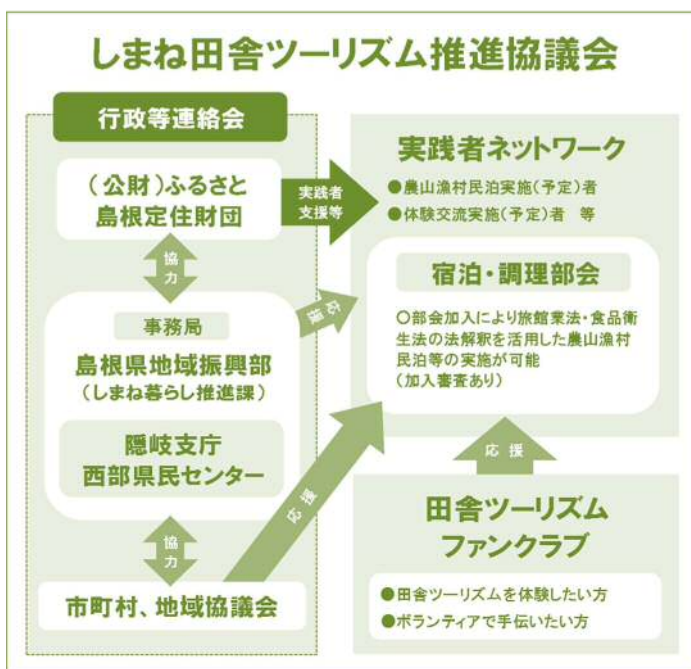 しまね田舎ツーリズム推進協議会
行政等連絡会
（公財）ふるさと
島根定住財団
実践者
支援等
協力
事務局
島根県地域振興部
（しまね暮らし推進課）
隠岐支庁
西部県民センター
協力
市町村、地域協議会
応援
応援
実践者ネットワーク
●農山漁村民泊実施（予定）者
●体験交流実施（予定）者　等
宿泊・調理部会
○部会加入により旅館業法・食品衛
生法の法解釈を活用した農山漁村
民泊等の実施が可能
（加入審査あり）
応援
田舎ツーリズム
ファンクラブ
●田舎ツーリズムを体験したい方
●ボランティアで手伝いたい方